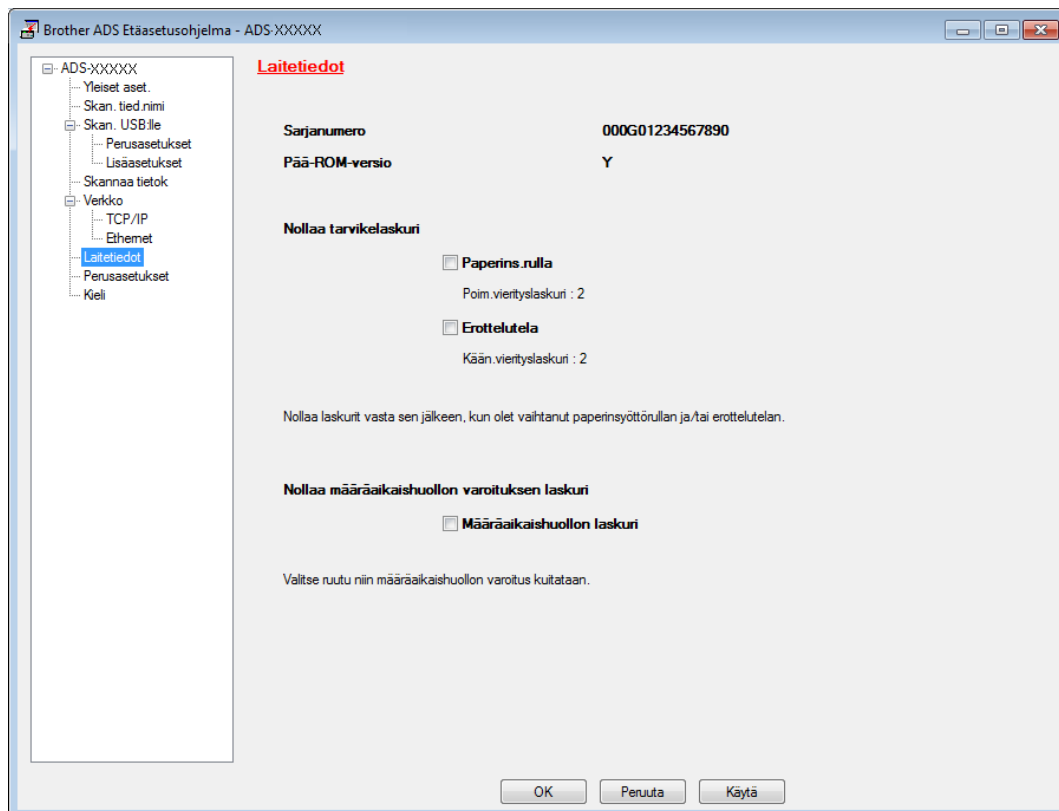 Brother ADS Etäasetusohjelma - ADS-XXXXX
ADS-XXXXX
Yleiset aset.
Skan. tied.nimi
Skan. USB:lle
Perusasetukset
Lisäasetukset
Skannaa tietok
Verkko
TCP/IP
Ethernet
Laitetiedot
Perusasetukset
Kieli
Laitetiedot
Sarjanumero 000G01234567890
Pää-ROM-versio Y
Nollaa tarvikelaskuri
Paperins.rulla
Poim.vierityslaskuri : 2
Erottelutela
Kään.vierityslaskuri : 2
Nollaa laskurit vasta sen jälkeen, kun olet vaihtanut paperinsyöttörullan ja/tai erottelutelan.
Nollaa määräaikaishuollon varoituksen laskuri
Määräaikaishuollon laskuri
Valitse ruutu niin määräaikaishuollon varoitus kuitataan.
OK Peruuta Käytä